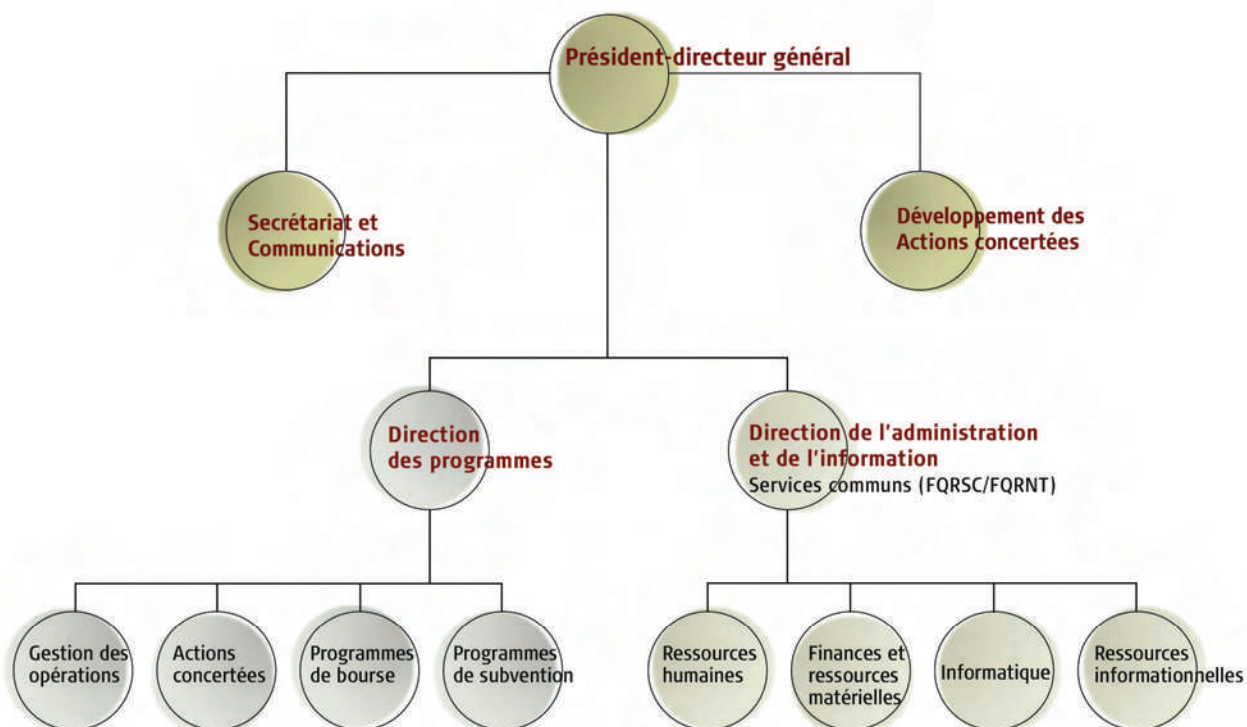 Président-directeur général
Secrétariat et
Communications
Développement des
Actions concertées
Direction
des programmes
Direction de l'administration
et de l'information
Services communs (FQRSC/FQRNT)
Gestion des
opérations
Actions
concertées
Programmes
de bourse
Programmes
de subvention
Ressources
humaines
Finances et
ressources
matérielles
Informatique
Ressources
informationnelles